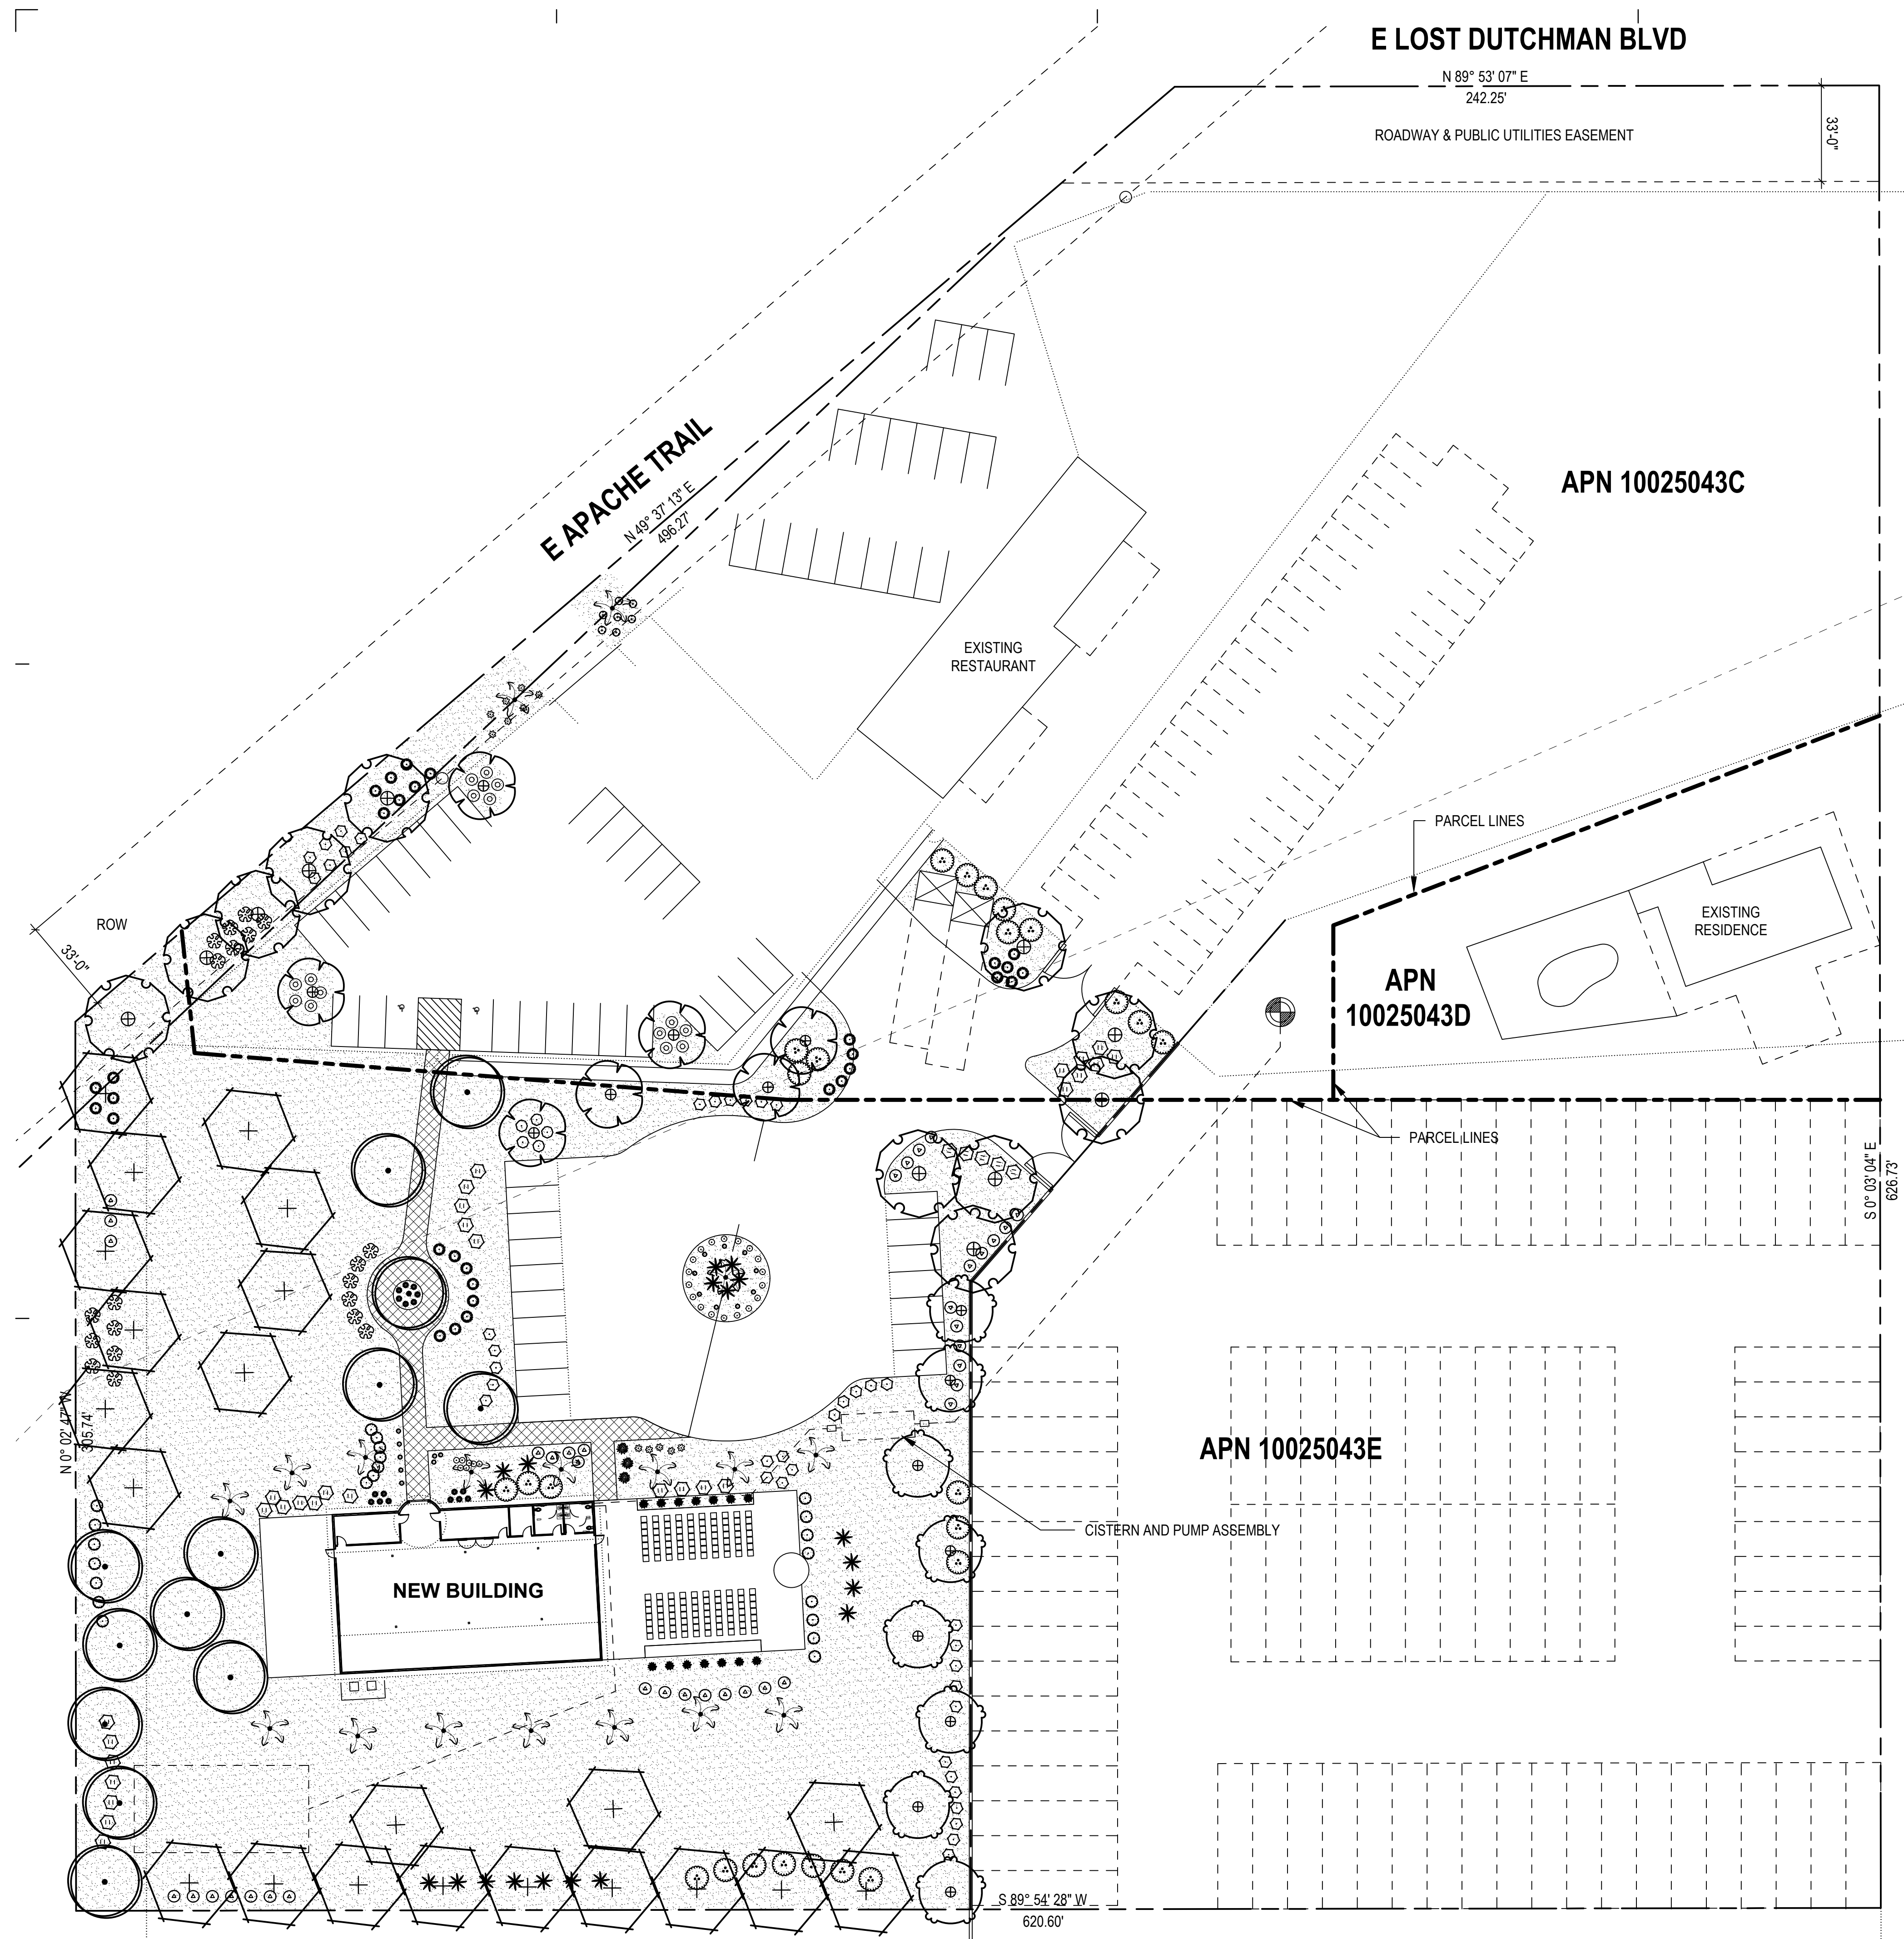 E LOST DUTCHMAN BLVD
N 89° 53' 07" E
242.25'
ROADWAY & PUBLIC UTILITIES EASEMENT
33'-0"
E APACHE TRAIL
N 49° 37' 13" E
496.27'
APN 10025043C
EXISTING
RESTAURANT
PARCEL LINES
ROW
33'-0"
EXISTING
RESIDENCE
APN
10025043D
PARCEL LINES
S 0° 03' 04" E
626.73'
N 0° 02' 47" W
305.74'
APN 10025043E
CISTERN AND PUMP ASSEMBLY
NEW BUILDING
S 89° 54' 28" W
620.60'